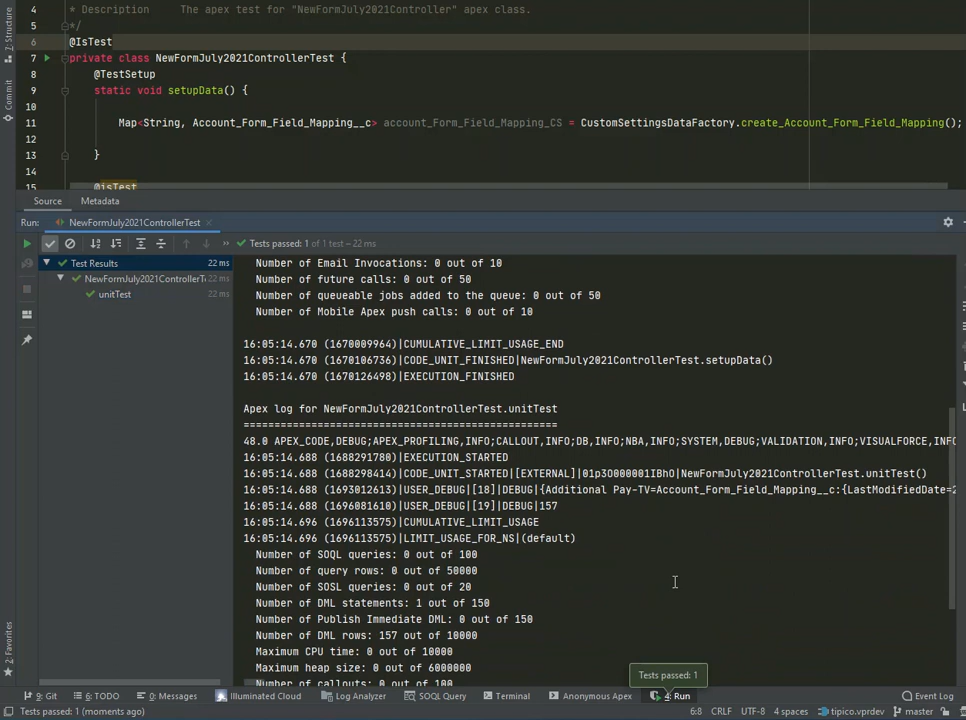 4 * Description    The apex test for "NewFormJuly2021Controller" apex class.
5 */
6 @IsTest
7 private class NewFormJuly2021ControllerTest {
8 @TestSetup
9 static void setupData() {
10
11 Map<String, Account_Form_Field_Mapping__c> account_Form_Field_Mapping_CS = CustomSettingsDataFactory.create_Account_Form_Field_Mapping();
12
13 }
14
15 @isTest
Z: Structure
Commit
2: Favorites
Source Metadata
Run: NewFormJuly2021ControllerTest
Tests passed: 1 of 1 test – 22 ms
Test Results 22 ms
NewFormJuly2021ControllerTe 22 ms
unitTest 22 ms
Number of Email Invocations: 0 out of 10
Number of future calls: 0 out of 50
Number of queueable jobs added to the queue: 0 out of 50
Number of Mobile Apex push calls: 0 out of 10
16:05:14.670 (1670009964)|CUMULATIVE_LIMIT_USAGE_END
16:05:14.670 (1670106736)|CODE_UNIT_FINISHED|NewFormJuly2021ControllerTest.setupData()
16:05:14.670 (1670126498)|EXECUTION_FINISHED
Apex log for NewFormJuly2021ControllerTest.unitTest
===================================================
48.0 APEX_CODE,DEBUG;APEX_PROFILING,INFO;CALLOUT,INFO;DB,INFO;NBA,INFO;SYSTEM,DEBUG;VALIDATION,INFO;VISUALFORCE,INFO
16:05:14.688 (1688291780)|EXECUTION_STARTED
16:05:14.688 (1688298414)|CODE_UNIT_STARTED|[EXTERNAL]|01p3O000001IBhO|NewFormJuly2021ControllerTest.unitTest()
16:05:14.688 (1693012613)|USER_DEBUG|[18]|DEBUG|{Additional Pay-TV=Account_Form_Field_Mapping__c:{LastModifiedDate=2
16:05:14.688 (1696081610)|USER_DEBUG|[19]|DEBUG|157
16:05:14.696 (1696113575)|CUMULATIVE_LIMIT_USAGE
16:05:14.696 (1696113575)|LIMIT_USAGE_FOR_NS|(default)
Number of SOQL queries: 0 out of 100
Number of query rows: 0 out of 50000
Number of SOSL queries: 0 out of 20
Number of DML statements: 1 out of 150
Number of Publish Immediate DML: 0 out of 150
Number of DML rows: 157 out of 10000
Maximum CPU time: 0 out of 10000
Maximum heap size: 0 out of 6000000
Number of callouts: 0 out of 100
Tests passed: 1
9: Git 6: TODO 0: Messages Illuminated Cloud Log Analyzer SOQL Query Terminal Anonymous Apex 4: Run Event Log
Tests passed: 1 (moments ago) 6:8 CRLF UTF-8 4 spaces tipico.vprdev master